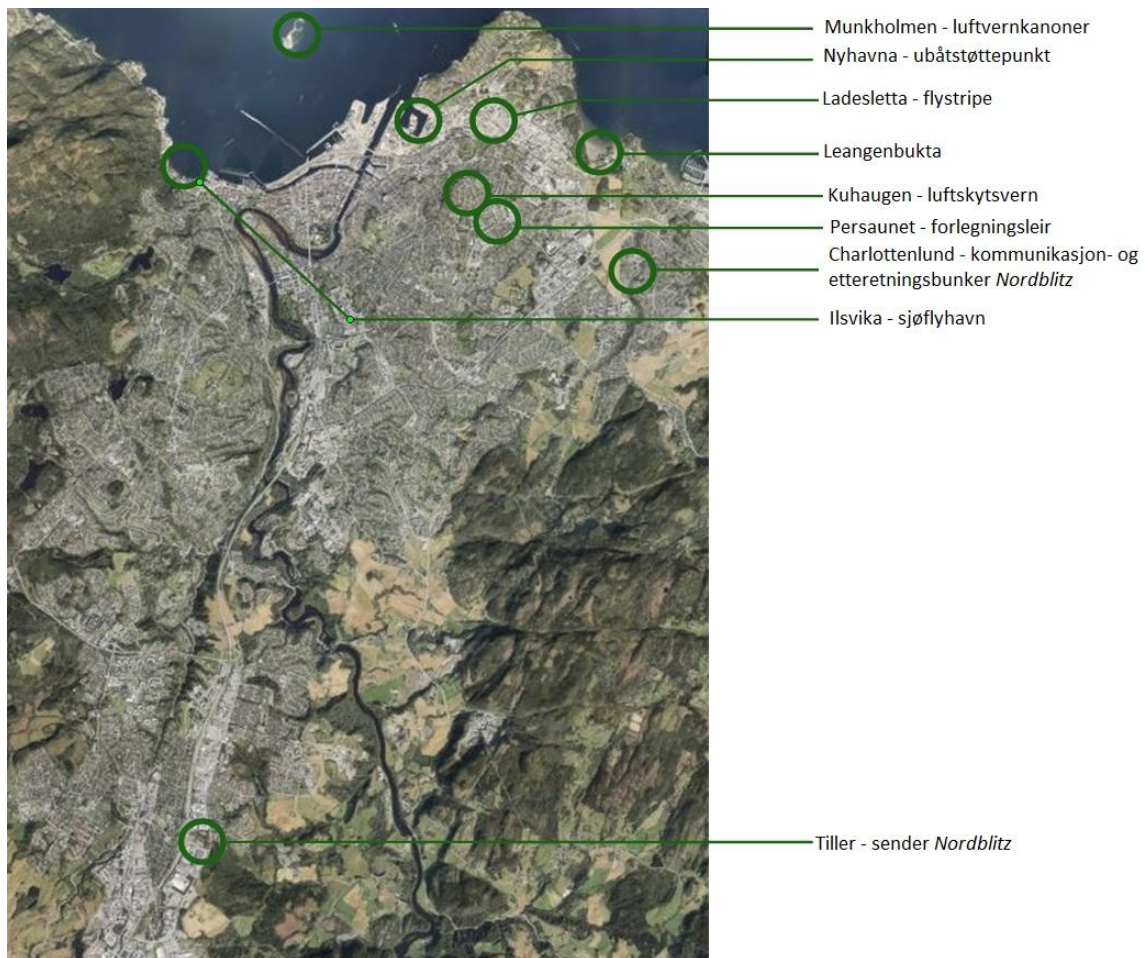 Munkholmen - luftvernkanoner
Nyhavna - ubåtstøttepunkt
Ladesletta - flystripe
Leangenbukta
Kuhaugen - luftskytsvern
Persaunet - forlegningsleir
Charlottenlund - kommunikasjon- og
etteretningsbunker Nordblitz
Ilsvika - sjøflyhavn
Tiller - sender Nordblitz